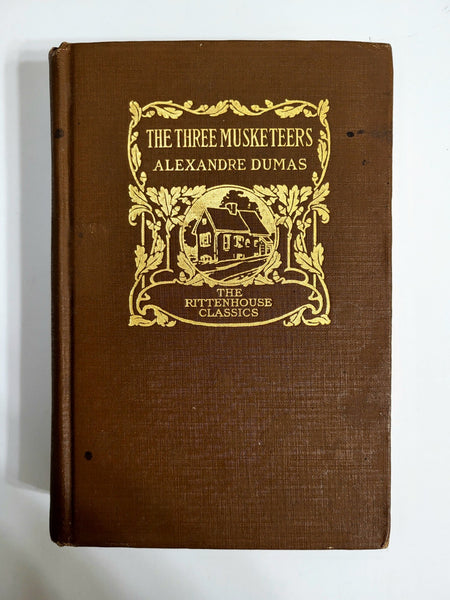 THE THREE MUSKETEERS
ALEXANDRE DUMAS
THE
RITTENHOUSE
CLASSICS